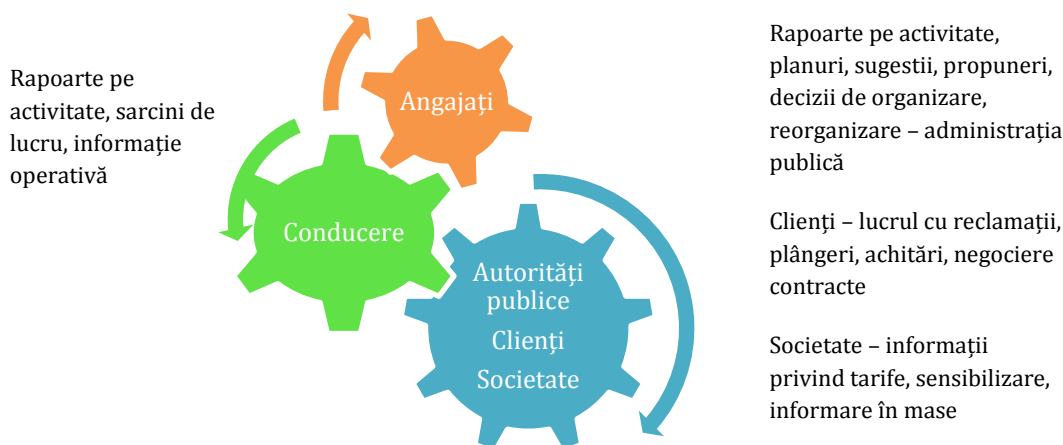 Rapoarte pe
activitate, sarcini de
lucru, informație
operativă
Angajați
Conducere
Autorități
publice
Clienți
Societate
Rapoarte pe activitate,
planuri, sugestii, propuneri,
decizii de organizare,
reorganizare – administrația
publică
Clienți – lucrul cu reclamații,
plângeri, achitări, negociere
contracte
Societate – informații
privind tarife, sensibilizare,
informare în mase